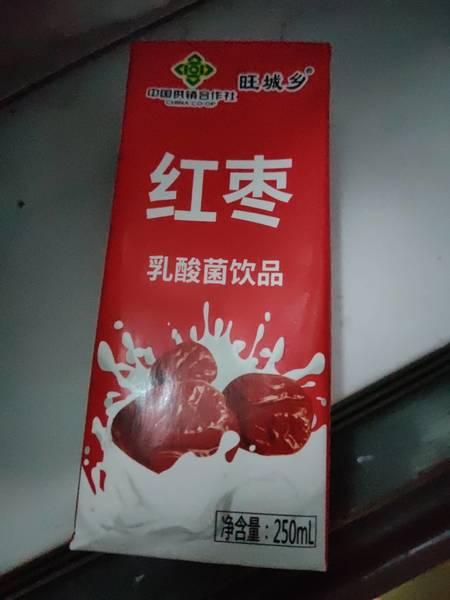 中国供销合作社
CHINA CO-OP
旺城乡®
红枣
乳酸菌饮品
净含量：250mL